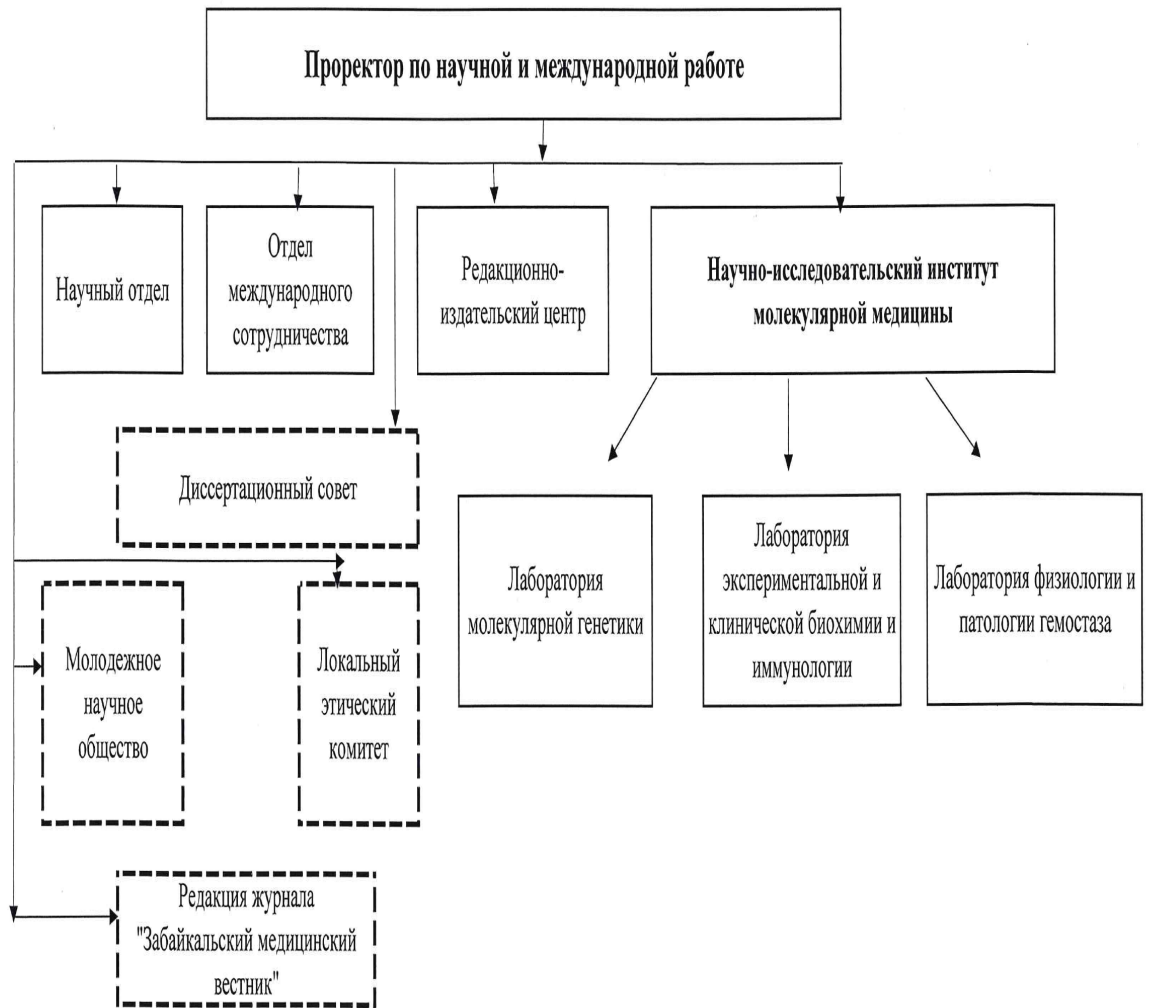 Проректор по научной и международной работе
Научный отдел
Отдел
международного
сотрудничества
Редакционно-
издательский центр
Научно-исследовательский институт
молекулярной медицины
Диссертационный совет
Лаборатория
молекулярной генетики
Лаборатория
экспериментальной и
клинической биохимии и
иммунологии
Лаборатория физиологии и
патологии гемостаза
Молодежное
научное
общество
Локальный
этический
комитет
Редакция журнала
"Забайкальский медицинский
вестник"